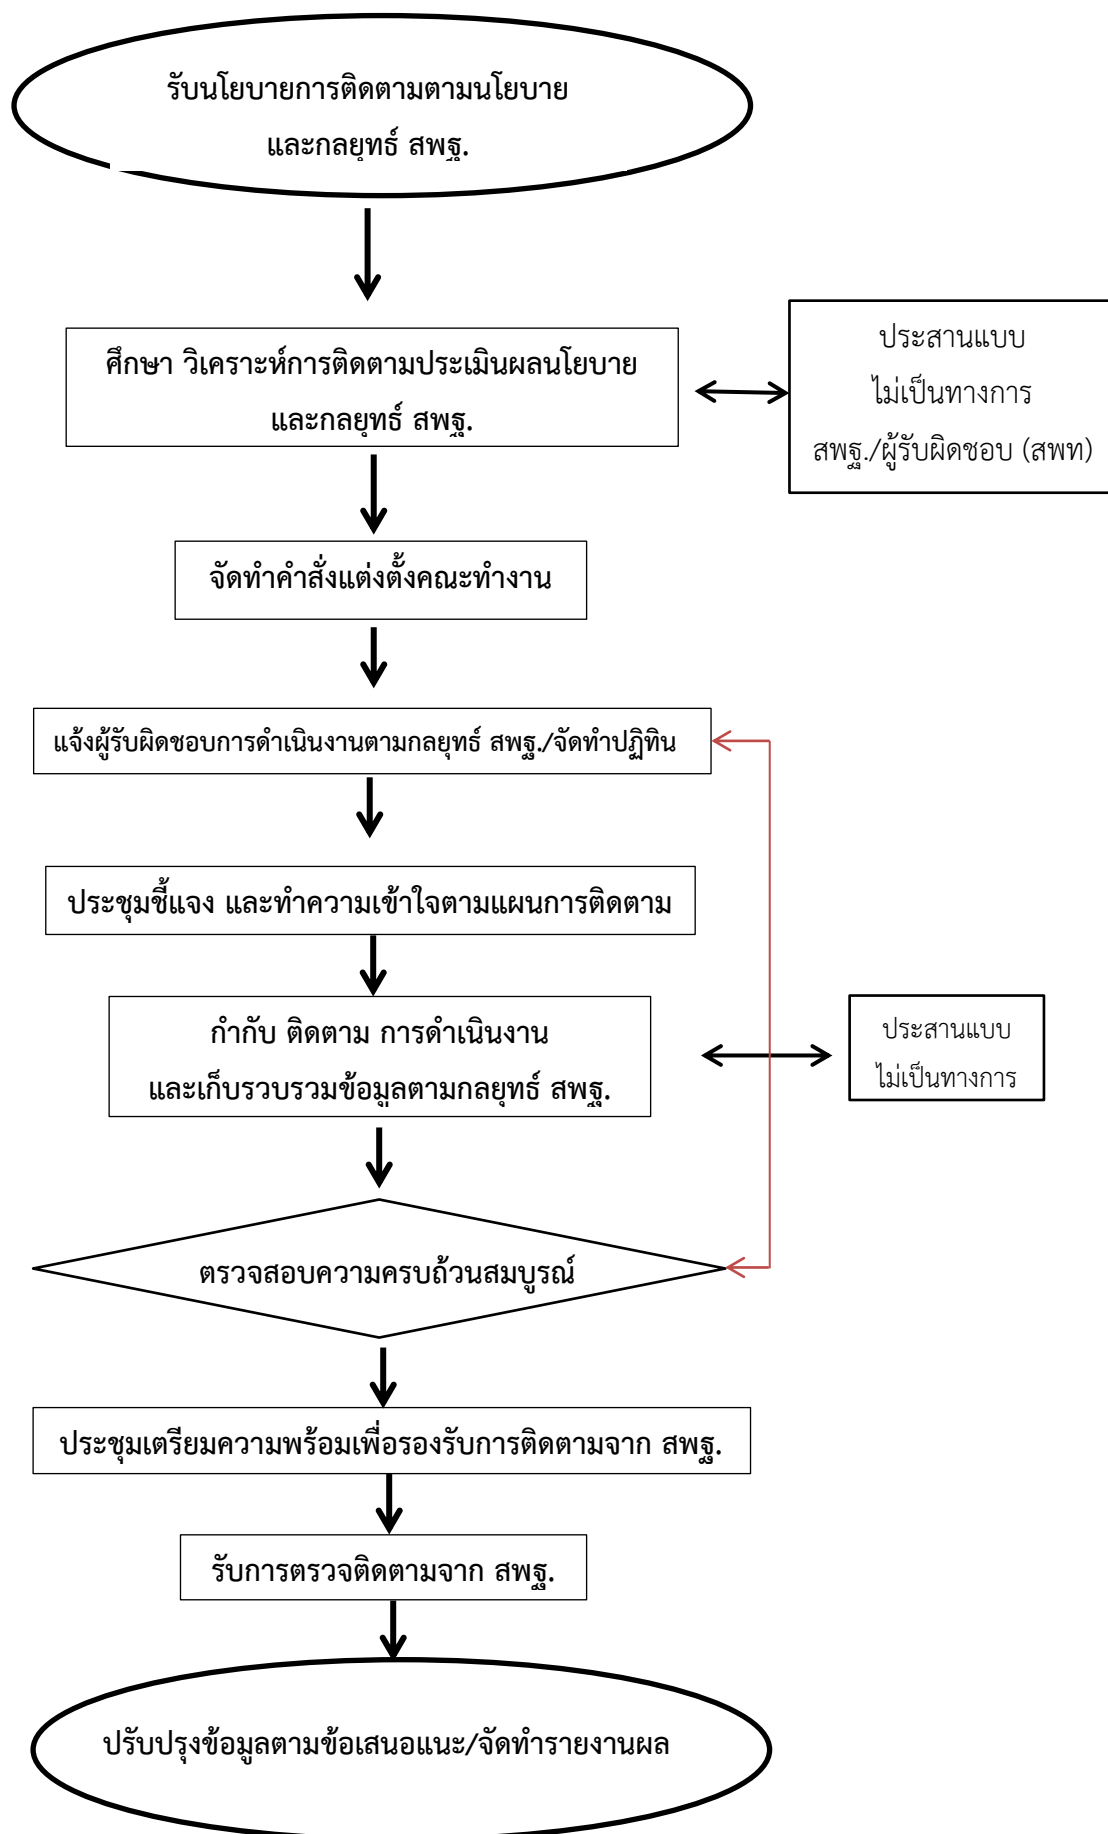 รับนโยบายการติดตามตามนโยบาย
และกลยุทธ์ สพฐ.
ศึกษา วิเคราะห์การติดตามประเมินผลนโยบาย
และกลยุทธ์ สพฐ.
ประสานแบบ
ไม่เป็นทางการ
สพฐ./ผู้รับผิดชอบ (สพท)
จัดทำคำสั่งแต่งตั้งคณะทำงาน
แจ้งผู้รับผิดชอบการดำเนินงานตามกลยุทธ์ สพฐ./จัดทำปฏิทิน
ประชุมชี้แจง และทำความเข้าใจตามแผนการติดตาม
กำกับ ติดตาม การดำเนินงาน
และเก็บรวบรวมข้อมูลตามกลยุทธ์ สพฐ.
ประสานแบบ
ไม่เป็นทางการ
ตรวจสอบความครบถ้วนสมบูรณ์
ประชุมเตรียมความพร้อมเพื่อรองรับการติดตามจาก สพฐ.
รับการตรวจติดตามจาก สพฐ.
ปรับปรุงข้อมูลตามข้อเสนอแนะ/จัดทำรายงานผล